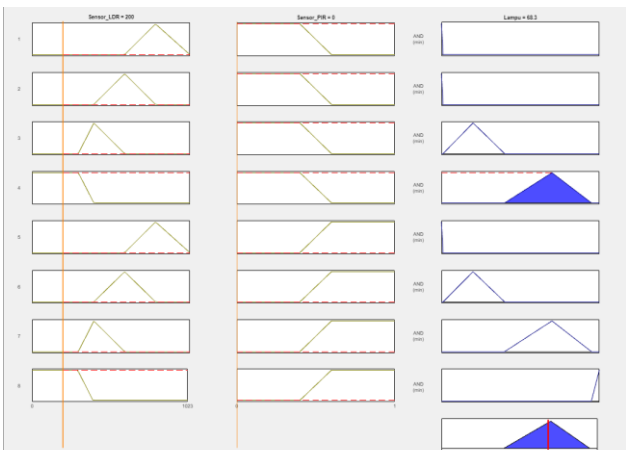 Sensor_LDR = 200 Sensor_PIR = 0 Lampu = 68.3
1 AND
(min)
2 AND
(min)
3 AND
(min)
4 AND
(min)
5 AND
(min)
6 AND
(min)
7 AND
(min)
8 AND
(min)
0 1023 0 1